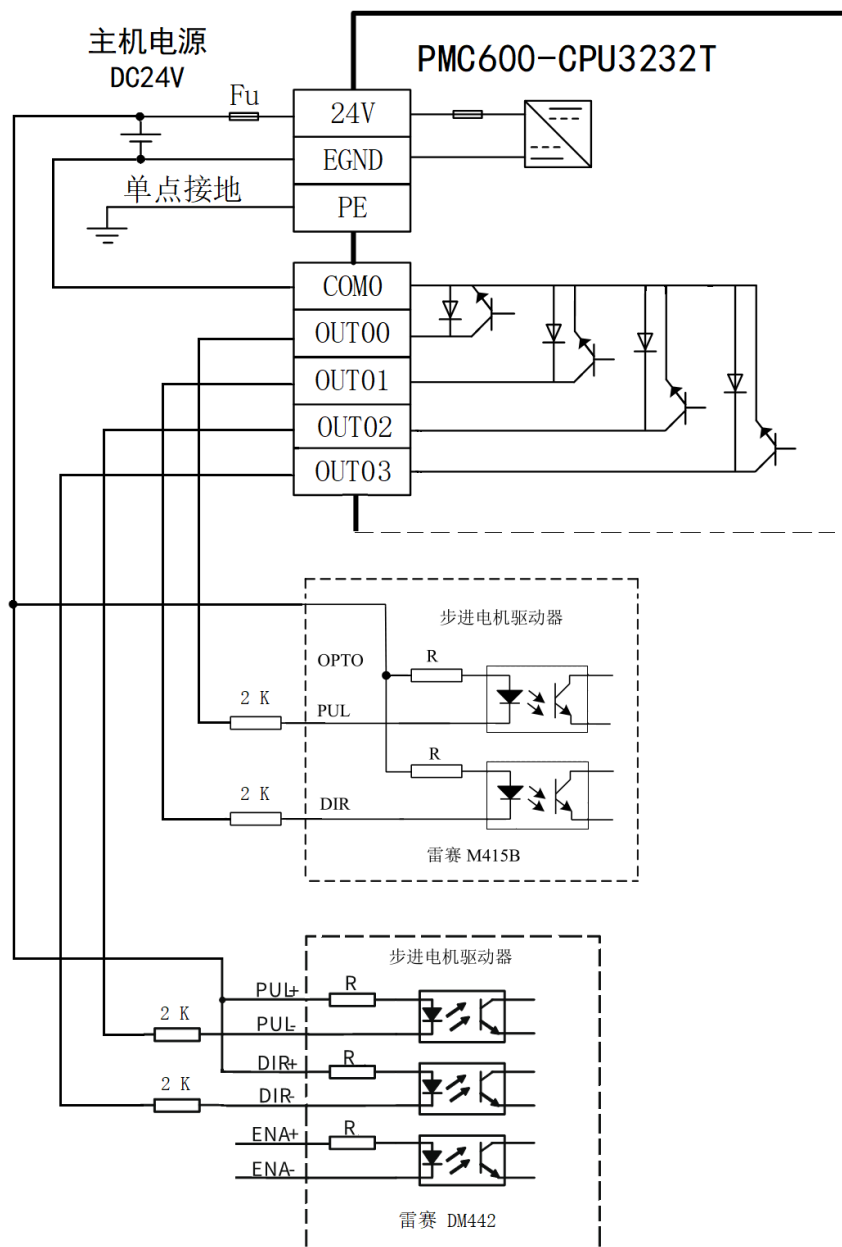 主机电源
DC24V
PMC600-CPU3232T
Fu
24V
EGND
单点接地
PE
COM0
OUT00
OUT01
OUT02
OUT03
步进电机驱动器
OPTO
R
2 K
PUL
R
2 K
DIR
雷赛 M415B
步进电机驱动器
PUL+
R
2 K
PUL-
DIR+
R
2 K
DIR-
ENA+
R
ENA-
雷赛 DM442